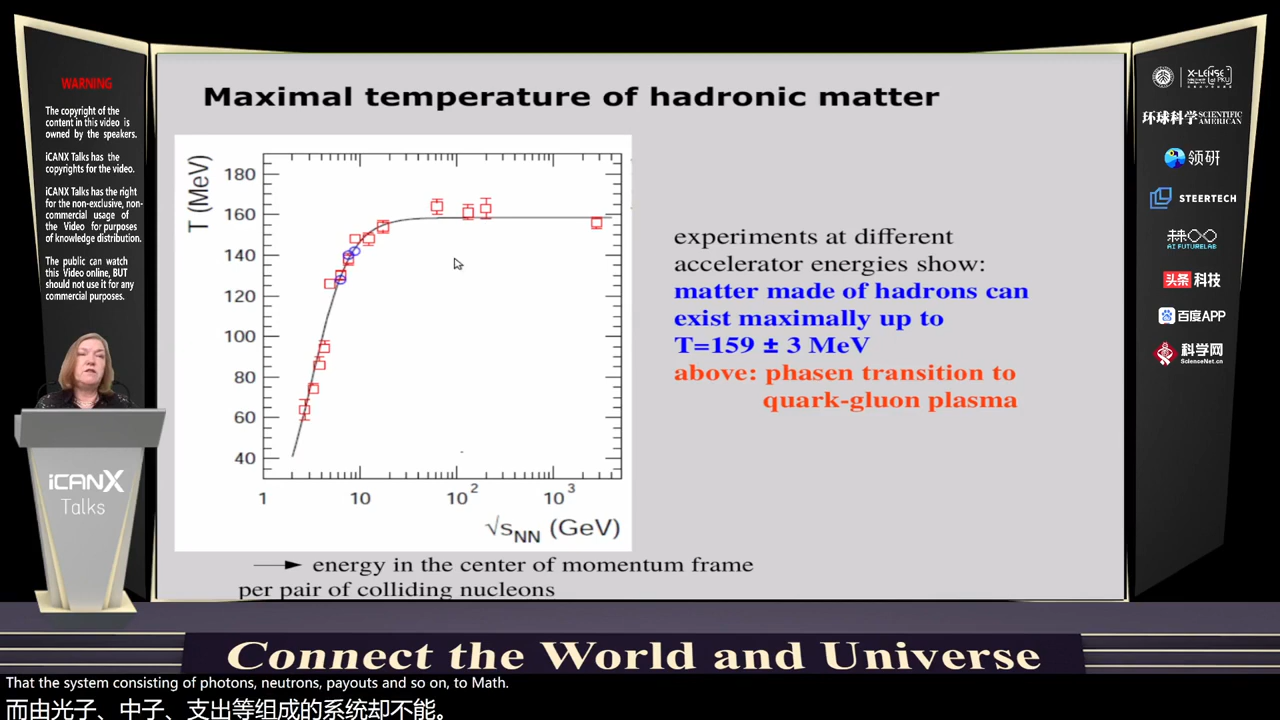 WARNING
The copyright of the
content in this video is
owned by the speakers.
iCANX Talks has the
copyrights for the video.
iCANX Talks has the right
for the non-exclusive, non-
commercial usage of
the Video for purposes
of knowledge distribution.
The public can watch
this Video online, BUT
should not use it for any
commercial purposes.
iCANX
Talks
Maximal temperature of hadronic matter
T (MeV)
180
160
140
120
100
80
60
40
1
10
10²
10³
√sNN (GeV)
energy in the center of momentum frame
per pair of colliding nucleons
experiments at different
accelerator energies show:
matter made of hadrons can
exist maximally up to
T=159 ± 3 MeV
above: phasen transition to
quark-gluon plasma
X-LENSE
环球科学 SCIENTIFIC AMERICAN
领研
STEERTECH
AI FUTURELAB
头条 科技
百度APP
科学网
ScienceNet.cn
Connect the World and Universe
That the system consisting of photons, neutrons, payouts and so on, to Math.
而由光子、中子、支出等组成的系统却不能。